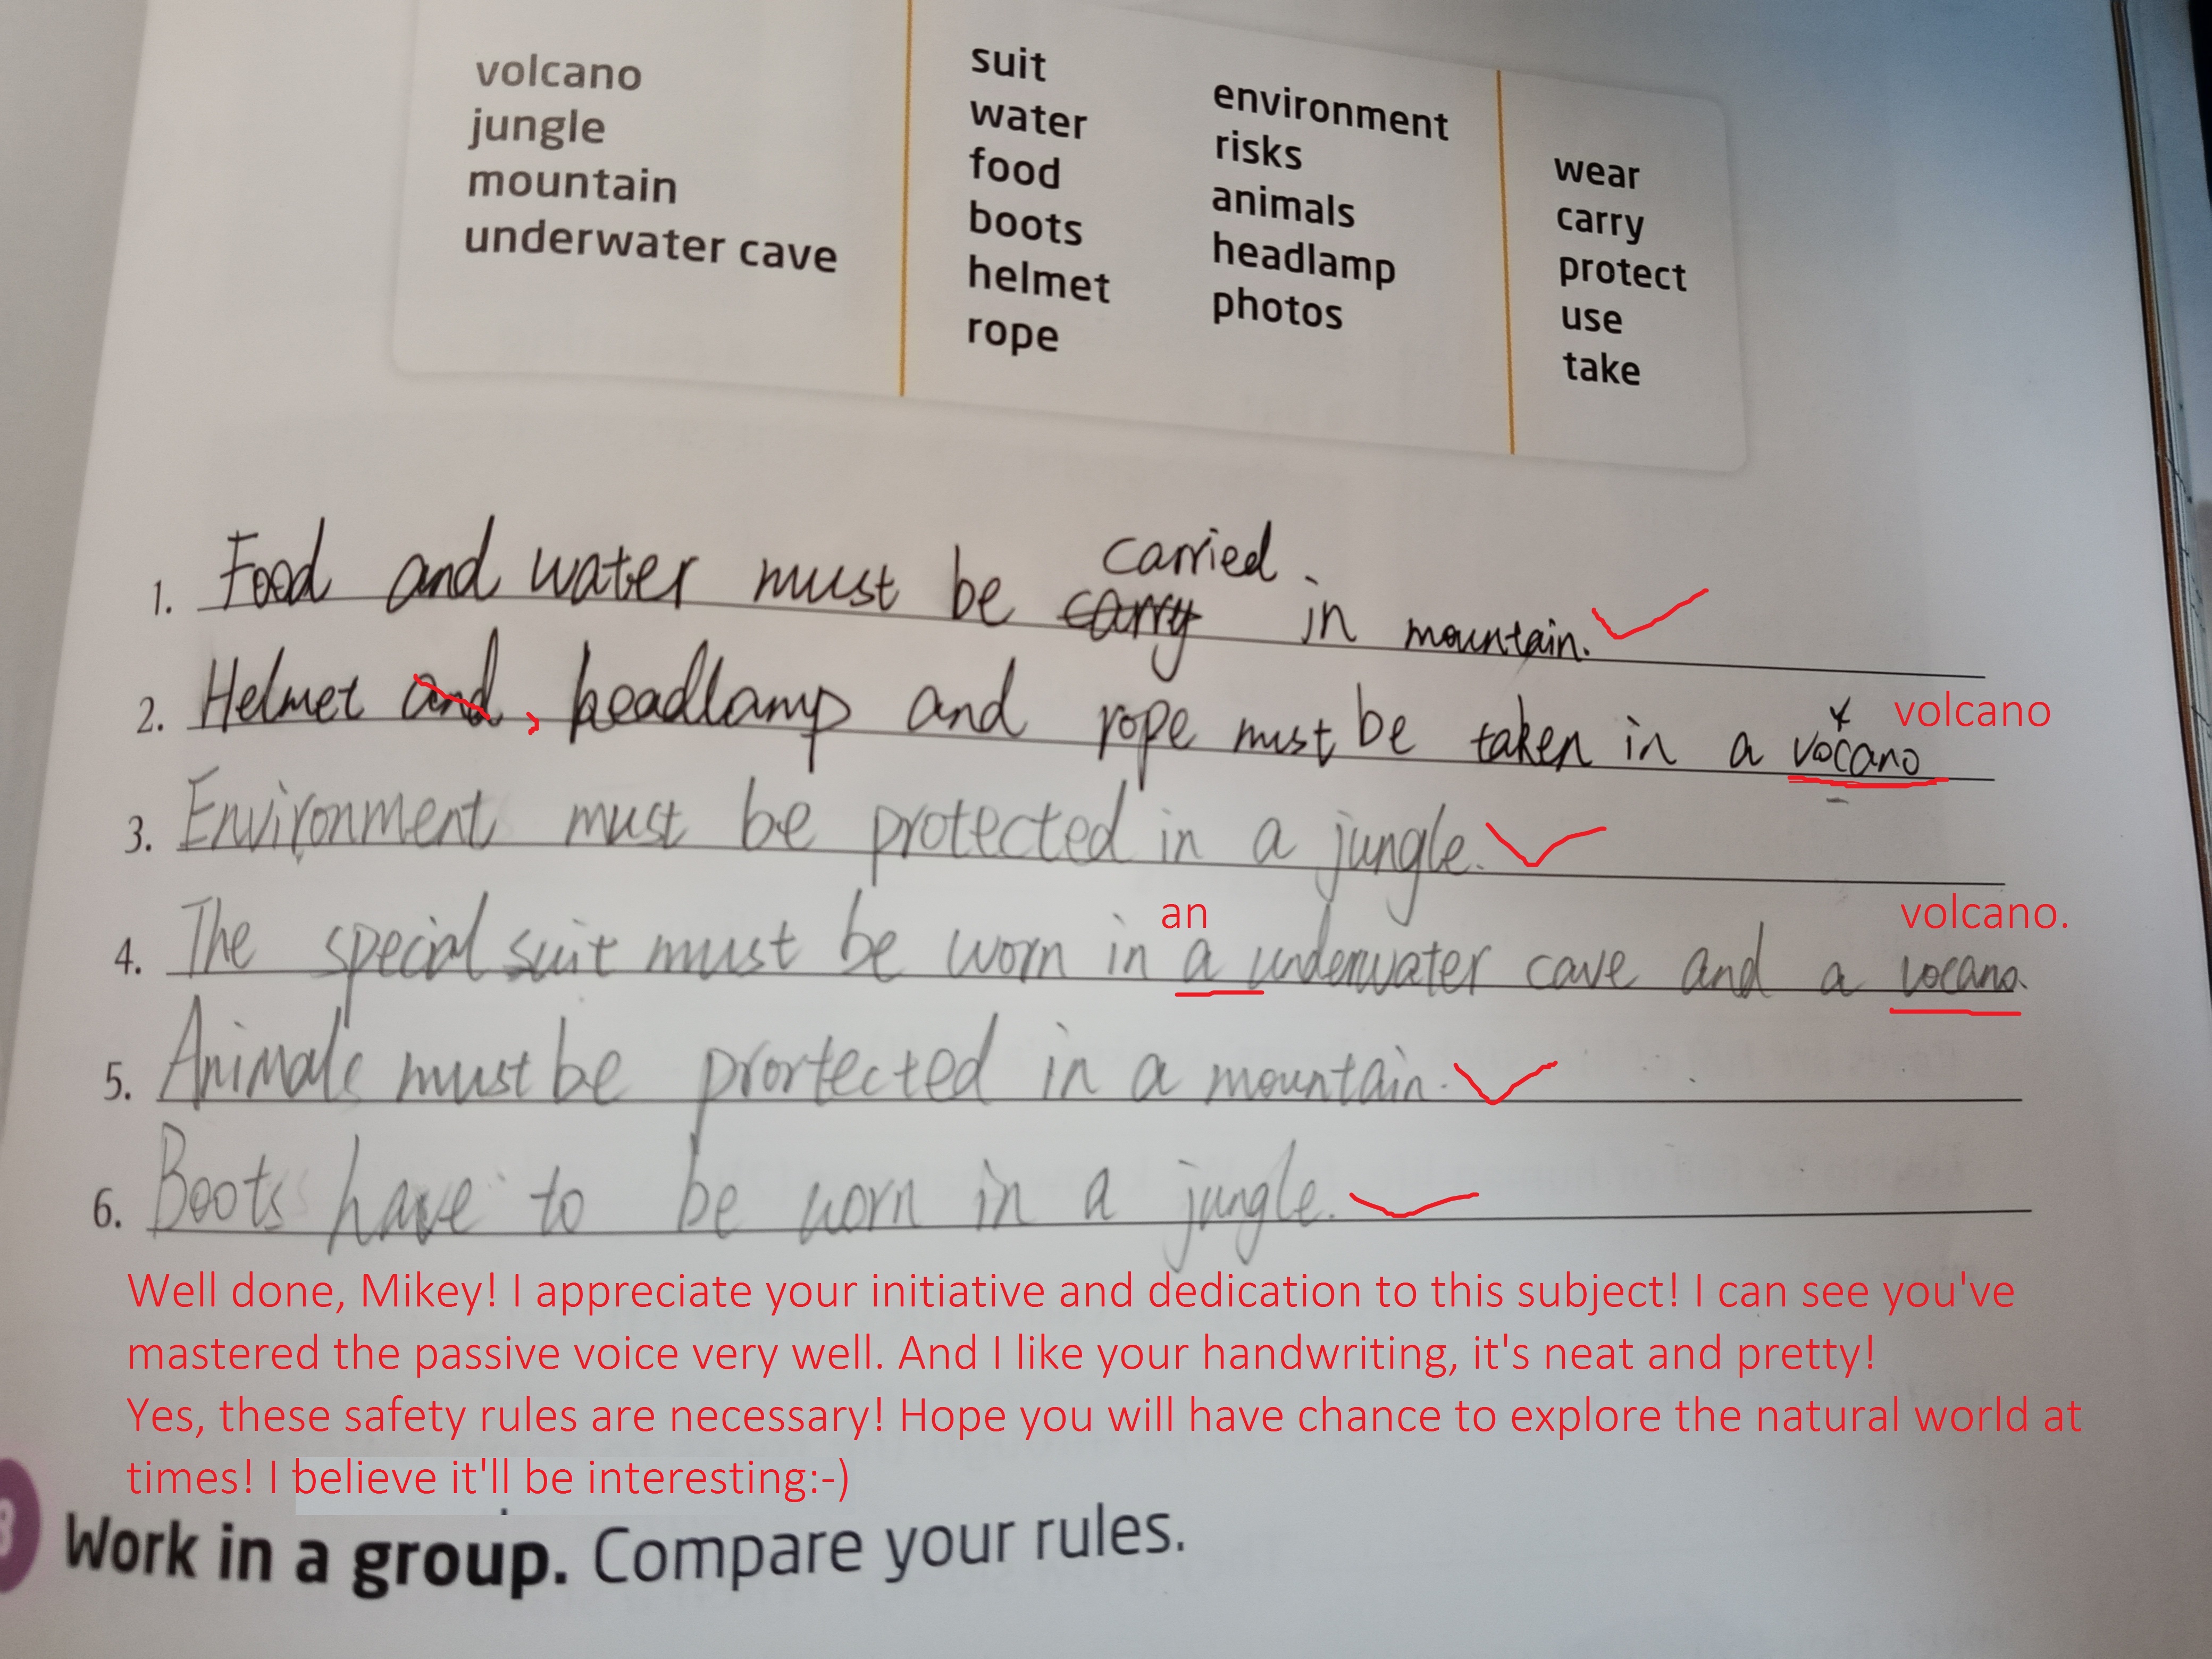 volcano
jungle
mountain
underwater cave
suit
water
food
boots
helmet
rope
environment
risks
animals
headlamp
photos
wear
carry
protect
use
take
carried
1. Food and water must be carry in mountain.
2. Helmet and, headlamp and rope must be taken in a vocano volcano
3. Environment must be protected in a jungle.
an volcano.
4. The special suit must be worn in a underwater cave and a vocano.
5. Animals must be prortected in a mountain.
6. Boots have to be worn in a jungle.
Well done, Mikey! I appreciate your initiative and dedication to this subject! I can see you've
mastered the passive voice very well. And I like your handwriting, it's neat and pretty!
Yes, these safety rules are necessary! Hope you will have chance to explore the natural world at
times! I believe it'll be interesting:-)
Work in a group. Compare your rules.